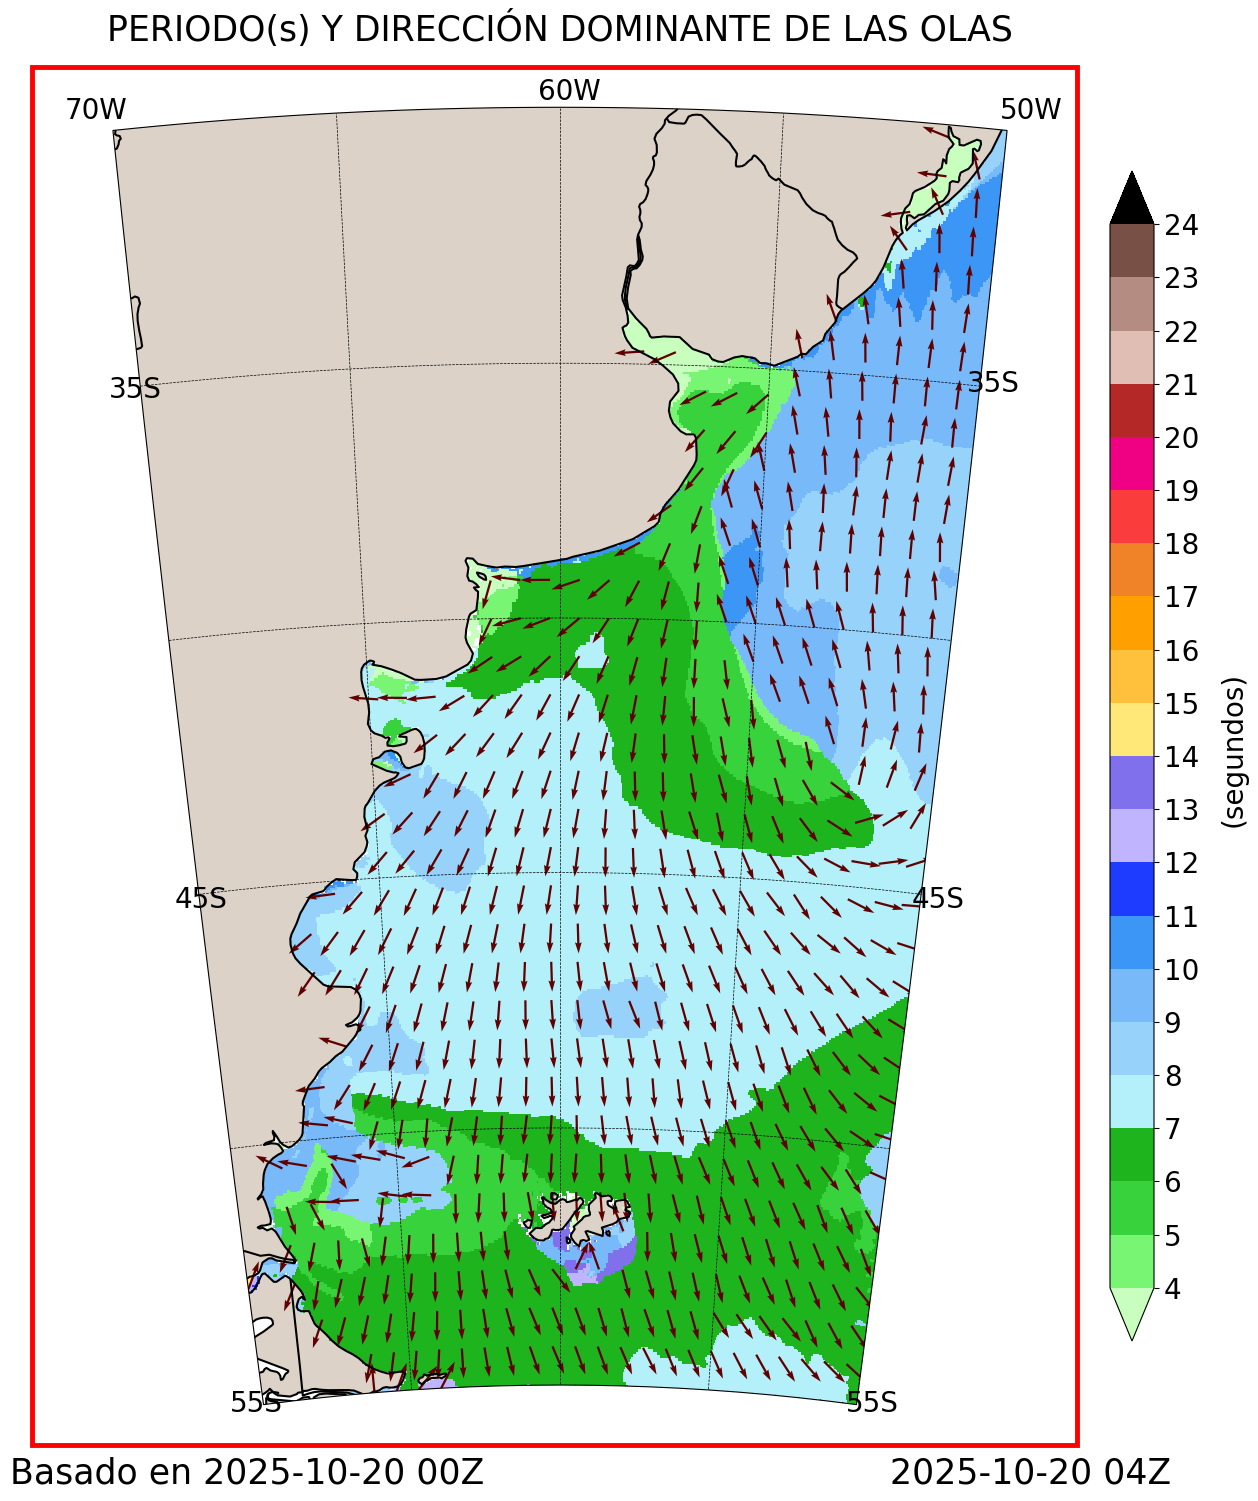 PERIODO(s) Y DIRECCIÓN DOMINANTE DE LAS OLAS
70W
60W
50W
35S
35S
45S
45S
55S
55S
24
23
22
21
20
19
18
17
16
15
14
13
12
11
10
9
8
7
6
5
4
(segundos)
Basado en 2025-10-20 00Z
2025-10-20 04Z